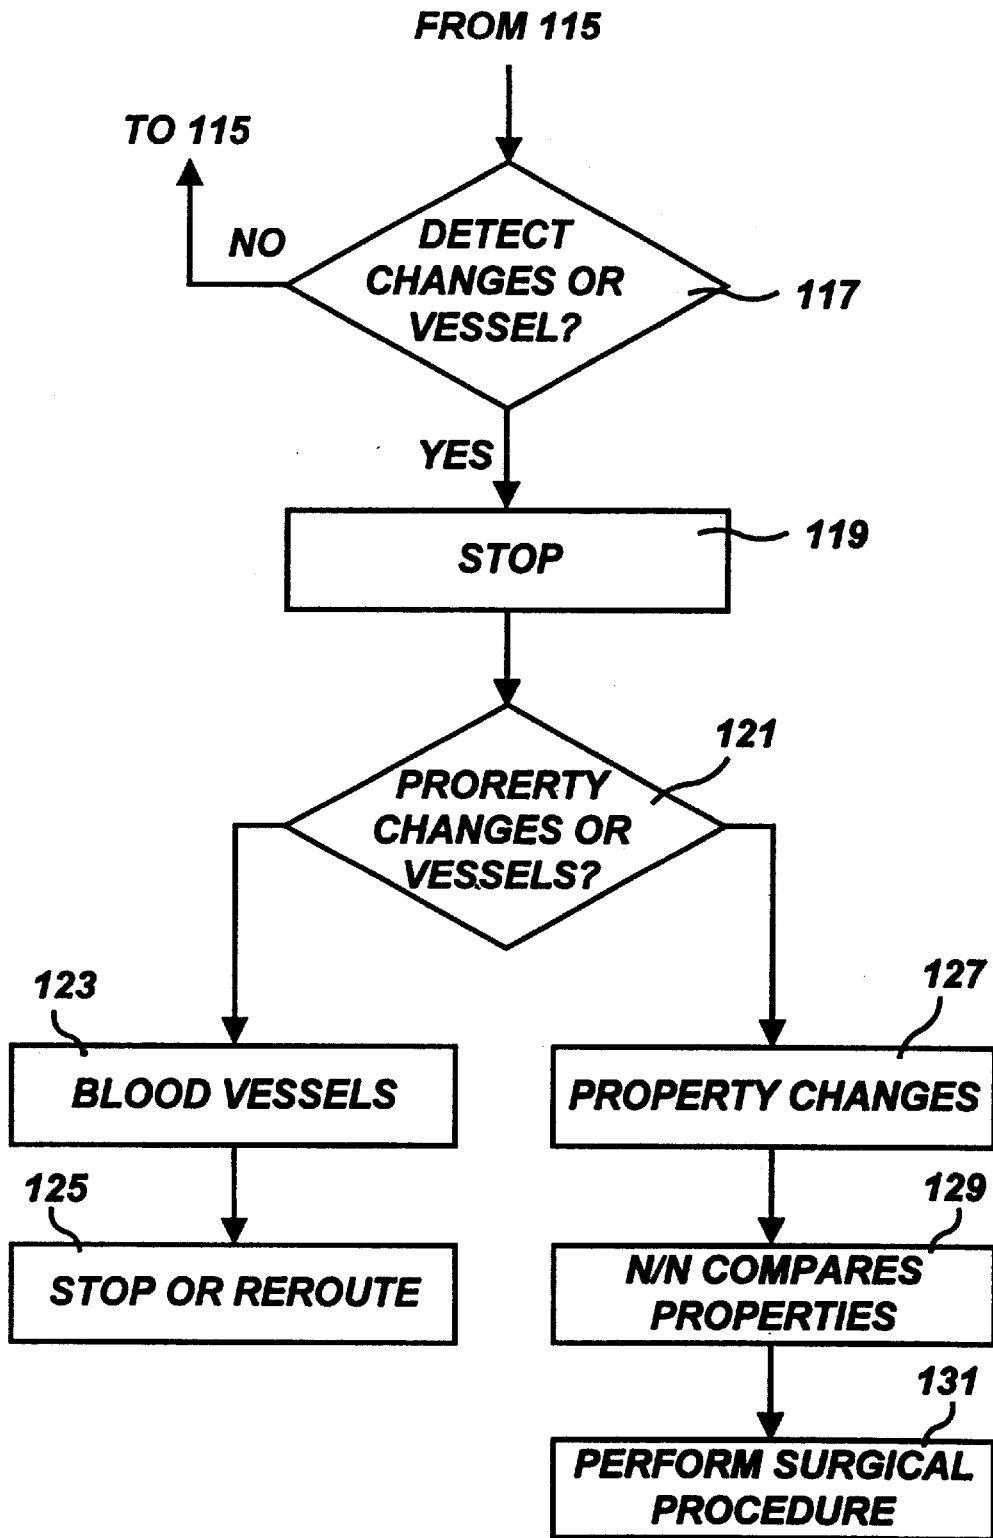 FROM 115
TO 115
NO
DETECT
CHANGES OR
VESSEL?
117
YES
STOP
119
121
PRORERTY
CHANGES OR
VESSELS?
123
BLOOD VESSELS
127
PROPERTY CHANGES
125
STOP OR REROUTE
129
N/N COMPARES
PROPERTIES
131
PERFORM SURGICAL
PROCEDURE